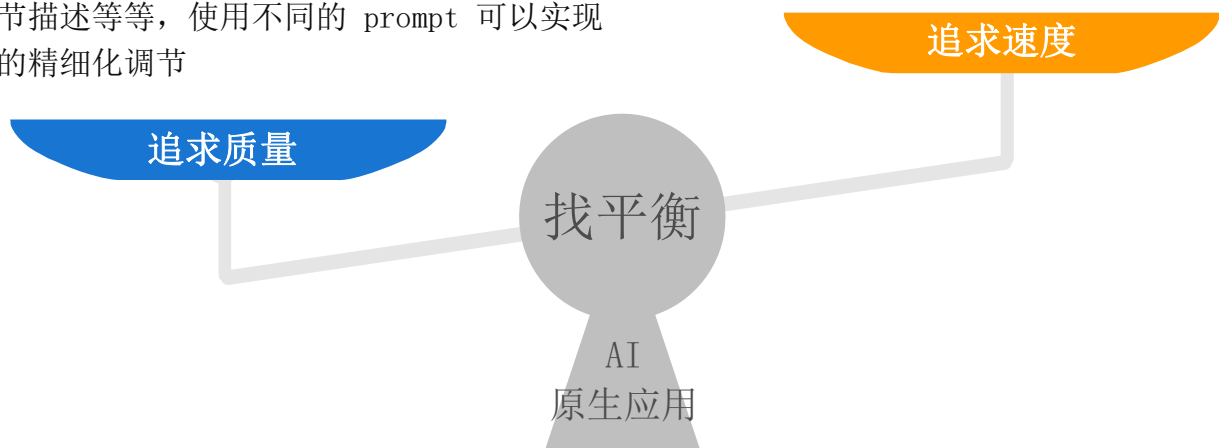 节描述等等，使用不同的 prompt 可以实现
的精细化调节
追求速度
追求质量
找平衡
AI
原生应用